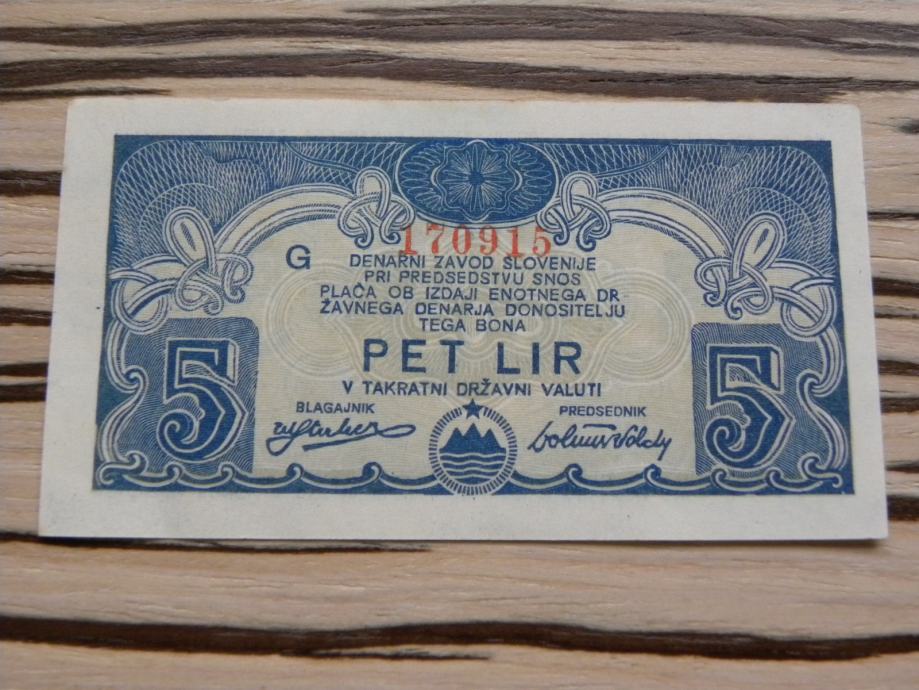 170915
G
DENARNI ZAVOD SLOVENIJE
PRI PREDSEDSTVU SNOS
PLAČA OB IZDAJI ENOTNEGA DR
ŽAVNEGA DENARJA DONOSITELJU
TEGA BONA
PET LIR
5 5
V TAKRATNI DRŽAVNI VALUTI
BLAGAJNIK PREDSEDNIK